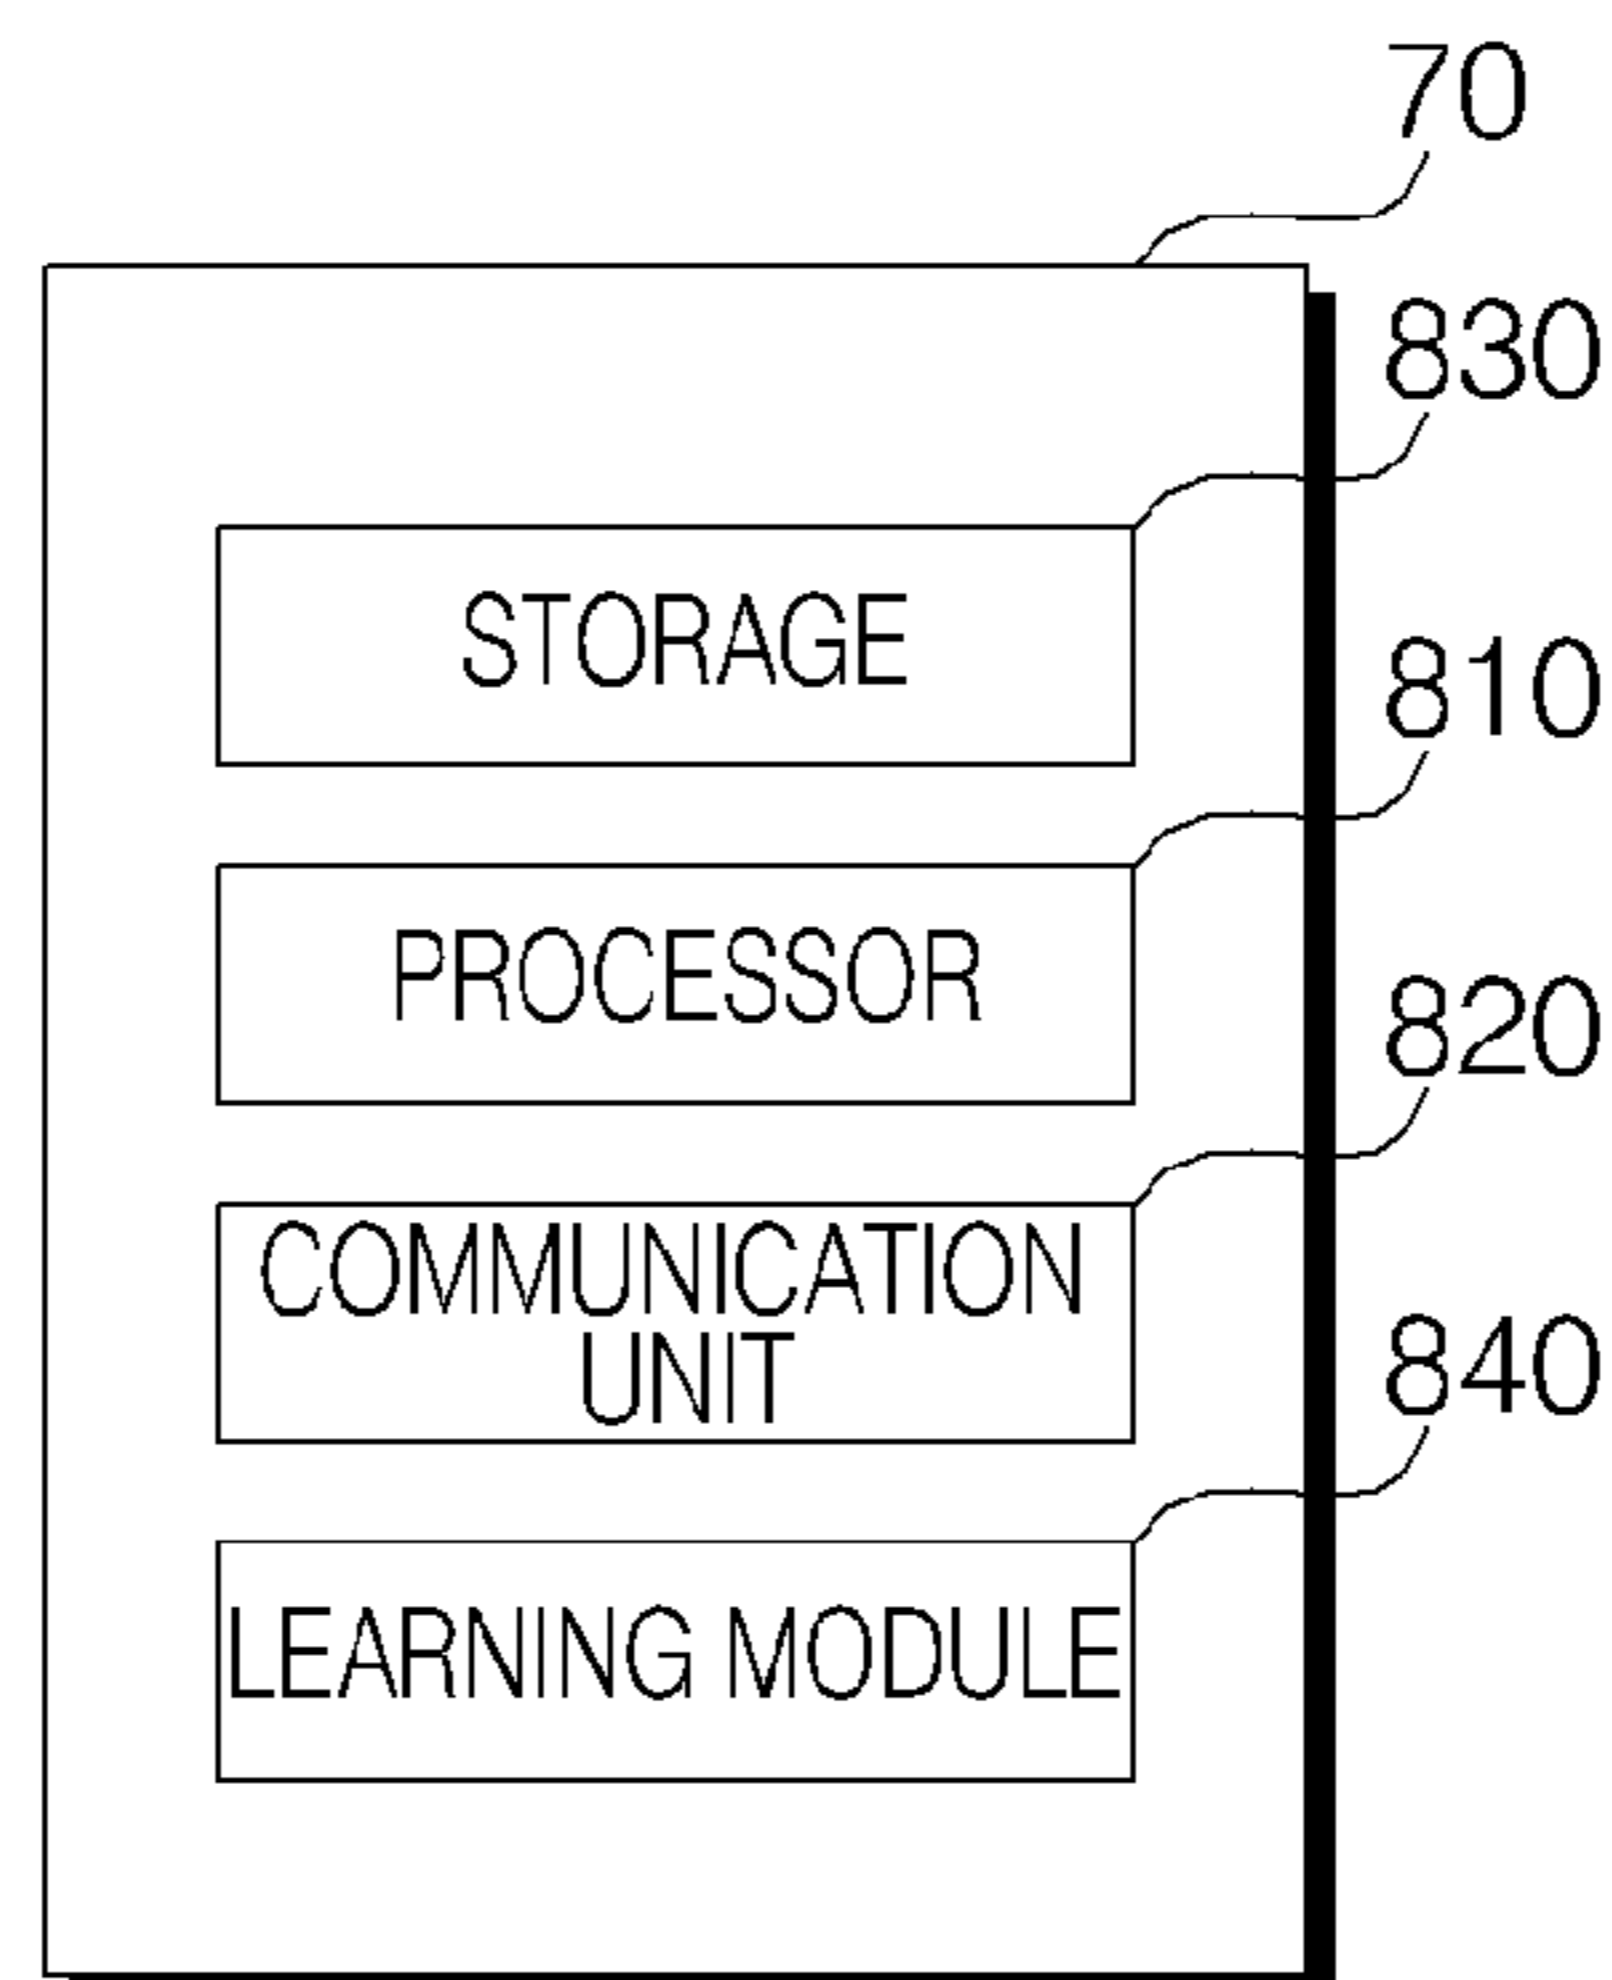 70
830
STORAGE
810
PROCESSOR
820
COMMUNICATION
UNIT
840
LEARNING MODULE